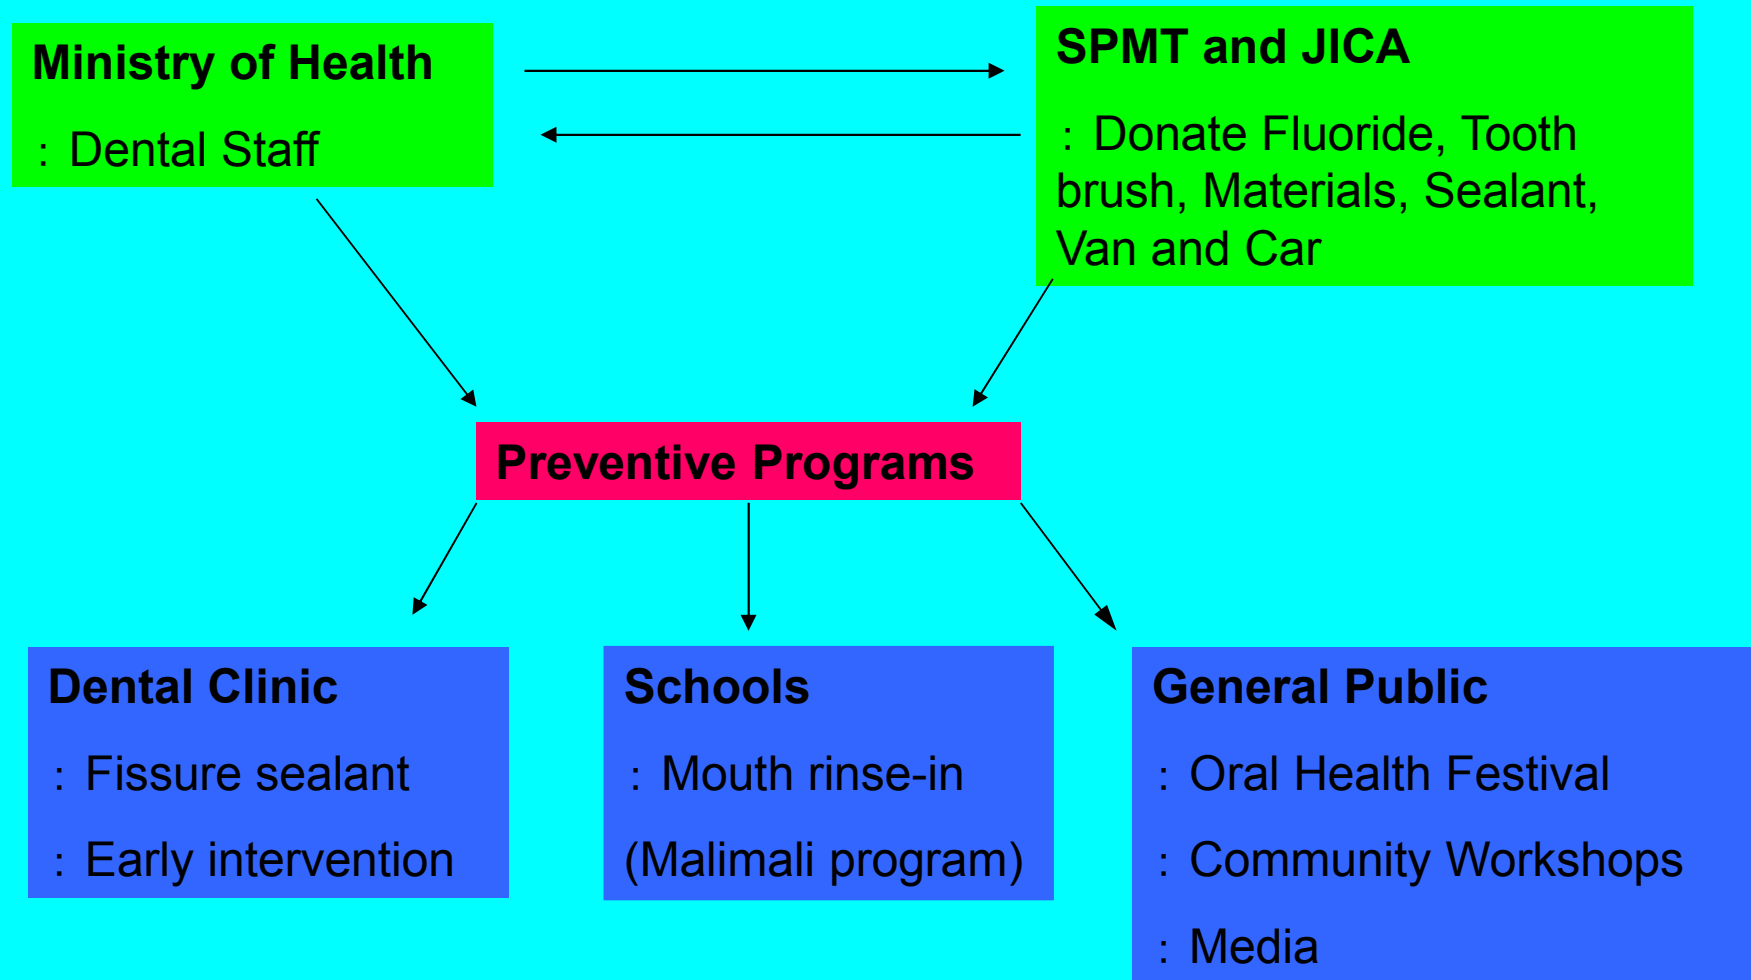 Ministry of Health
: Dental Staff
SPMT and JICA
: Donate Fluoride, Tooth
brush, Materials, Sealant,
Van and Car
Preventive Programs
Dental Clinic
: Fissure sealant
: Early intervention
Schools
: Mouth rinse-in
(Malimali program)
General Public
: Oral Health Festival
: Community Workshops
: Media